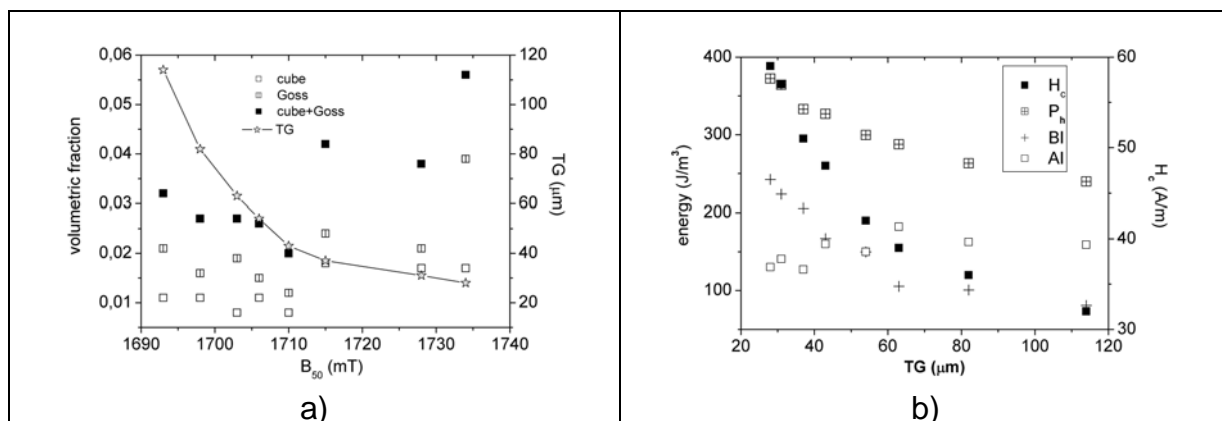 0,06
0,05
0,04
0,03
0,02
0,01
volumetric fraction
cube
Goss
cube+Goss
TG
120
100
80
60
40
20
TG (μm)
1690 1700 1710 1720 1730 1740
B50 (mT)
a)
400
300
200
100
energy (J/m³)
Hc
Ph
BI
AI
60
50
40
30
Hc (A/m)
20 40 60 80 100 120
TG (μm)
b)